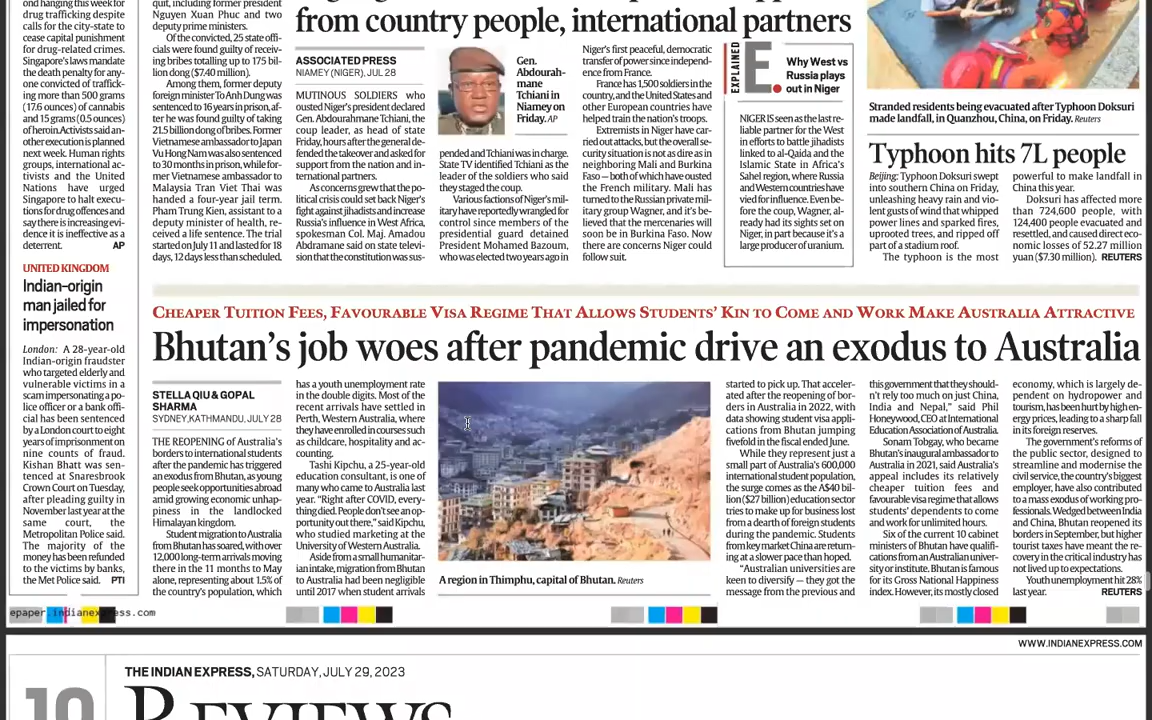 ond hanging this week for
drug trafficking despite
calls for the city-state to
cease capital punishment
for drug-related crimes.
Singapore's laws mandate
the death penalty for any-
one convicted of traffick-
ing more than 500 grams
(17.6 ounces) of cannabis
and 15 grams (0.5 ounces)
of heroin. Activists said an-
other execution is planned
next week. Human rights
groups, international ac-
tivists and the United
Nations have urged
Singapore to halt execu-
tions for drug offences and
say there is increasing evi-
dence it is ineffective as a
deterrent. AP
UNITED KINGDOM
Indian-origin
man jailed for
impersonation
London: A 28-year-old
Indian-origin fraudster
who targeted elderly and
vulnerable victims in a
scam impersonating a po-
lice officer or a bank offi-
cial has been sentenced
by a London court to eight
years of imprisonment on
nine counts of fraud.
Kishan Bhatt was sen-
tenced at Snaresbrook
Crown Court on Tuesday,
after pleading guilty in
November last year at the
same court, the
Metropolitan Police said.
The majority of the
money has been refunded
to the victims by banks,
the Met Police said. PTI
quit, including former president
Nguyen Xuan Phuc and two
deputy prime ministers.
Of the convicted, 25 state offi-
cials were found guilty of receiv-
ing bribes totalling up to 175 bil-
lion dong ($7.40 million).
Among them, former deputy
foreign minister To Anh Dung was
sentenced to 16 years in prison, af-
ter he was found guilty of taking
21.5 billion dong of bribes. Former
Vietnamese ambassador to Japan
Vu Hong Nam was also sentenced
to 30 months in prison, while for-
mer Vietnamese ambassador to
Malaysia Tran Viet Thai was
handed a four-year jail term.
Pham Trung Kien, assistant to a
deputy minister of health, re-
ceived a life sentence. The trial
started on July 11 and lasted for 18
days, 12 days less than scheduled.
from country people, international partners
ASSOCIATED PRESS
NIAMEY (NIGER), JUL 28
MUTINOUS SOLDIERS who
ousted Niger's president declared
Gen. Abdourahmane Tchiani, the
coup leader, as head of state
Friday, hours after the general de-
fended the takeover and asked for
support from the nation and in-
ternational partners.
As concerns grew that the po-
litical crisis could set back Niger's
fight against jihadists and increase
Russia's influence in West Africa,
spokesman Col. Maj. Amadou
Abdramane said on state televi-
sion that the constitution was sus-
Gen.
Abdourah-
mane
Tchiani in
Niamey on
Friday. AP
pended and Tchiani was in charge.
State TV identified Tchiani as the
leader of the soldiers who said
they staged the coup.
Various factions of Niger's mil-
itary have reportedly wrangled for
control since members of the
presidential guard detained
President Mohamed Bazoum,
who was elected two years ago in
Niger's first peaceful, democratic
transfer of power since independ-
ence from France.
France has 1,500 soldiers in the
country, and the United States and
other European countries have
helped train the nation's troops.
Extremists in Niger have car-
ried out attacks, but the overall se-
curity situation is not as dire as in
neighboring Mali and Burkina
Faso — both of which have ousted
the French military. Mali has
turned to the Russian private mil-
itary group Wagner, and it's be-
lieved that the mercenaries will
soon be in Burkina Faso. Now
there are concerns Niger could
follow suit.
EXPLAINED
E.
Why West vs
Russia plays
out in Niger
NIGER IS seen as the last re-
liable partner for the West
in efforts to battle jihadists
linked to al-Qaida and the
Islamic State in Africa's
Sahel region, where Russia
and Western countries have
vied for influence. Even be-
fore the coup, Wagner, al-
ready had its sights set on
Niger, in part because it's a
large producer of uranium.
Stranded residents being evacuated after Typhoon Doksuri
made landfall, in Quanzhou, China, on Friday. Reuters
Typhoon hits 7L people
Beijing: Typhoon Doksuri swept
into southern China on Friday,
unleashing heavy rain and vio-
lent gusts of wind that whipped
power lines and sparked fires,
uprooted trees, and ripped off
part of a stadium roof.
The typhoon is the most
powerful to make landfall in
China this year.
Doksuri has affected more
than 724,600 people, with
124,400 people evacuated and
resettled, and caused direct eco-
nomic losses of 52.27 million
yuan ($7.30 million). REUTERS
CHEAPER TUITION FEES, FAVOURABLE VISA REGIME THAT ALLOWS STUDENTS' KIN TO COME AND WORK MAKE AUSTRALIA ATTRACTIVE
Bhutan's job woes after pandemic drive an exodus to Australia
STELLA QIU & GOPAL
SHARMA
SYDNEY, KATHMANDU, JULY 28
THE REOPENING of Australia's
borders to international students
after the pandemic has triggered
an exodus from Bhutan, as young
people seek opportunities abroad
amid growing economic unhap-
piness in the landlocked
Himalayan kingdom.
Student migration to Australia
from Bhutan has soared, with over
12,000 long-term arrivals moving
there in the 11 months to May
alone, representing about 1.5% of
the country's population, which
has a youth unemployment rate
in the double digits. Most of the
recent arrivals have settled in
Perth, Western Australia, where
they have enrolled in courses such
as childcare, hospitality and ac-
counting.
Tashi Kipchu, a 25-year-old
education consultant, is one of
many who came to Australia last
year. "Right after COVID, every-
thing died. People don't see an op-
portunity out there," said Kipchu,
who studied marketing at the
University of Western Australia.
Aside from a small humanitar-
ian intake, migration from Bhutan
to Australia had been negligible
until 2017 when student arrivals
A region in Thimphu, capital of Bhutan. Reuters
started to pick up. That acceler-
ated after the reopening of bor-
ders in Australia in 2022, with
data showing student visa appli-
cations from Bhutan jumping
fivefold in the fiscal ended June.
While they represent just a
small part of Australia's 600,000
international student population,
the surge comes as the A$40 bil-
lion ($27 billion) education sector
tries to make up for business lost
from a dearth of foreign students
during the pandemic. Students
from key market China are return-
ing at a slower pace than hoped.
"Australian universities are
keen to diversify — they got the
message from the previous and
this government that they should-
n't rely too much on just China,
India and Nepal," said Phil
Honeywood, CEO at International
Education Association of Australia.
Sonam Tobgay, who became
Bhutan's inaugural ambassador to
Australia in 2021, said Australia's
appeal includes its relatively
cheaper tuition fees and
favourable visa regime that allows
students' dependents to come
and work for unlimited hours.
Six of the current 10 cabinet
ministers of Bhutan have qualifi-
cations from an Australian univer-
sity or institute. Bhutan is famous
for its Gross National Happiness
index. However, its mostly closed
economy, which is largely de-
pendent on hydropower and
tourism, has been hurt by high en-
ergy prices, leading to a sharp fall
in its foreign reserves.
The government's reforms of
the public sector, designed to
streamline and modernise the
civil service, the country's biggest
employer, have also contributed
to a mass exodus of working pro-
fessionals. Wedged between India
and China, Bhutan reopened its
borders in September, but higher
tourist taxes have meant the re-
covery in the critical industry has
not lived up to expectations.
Youth unemployment hit 28%
last year. REUTERS
epaper.indianexpress.com
WWW.INDIANEXPRESS.COM
10
THE INDIAN EXPRESS, SATURDAY, JULY 29, 2023
REVIEWS